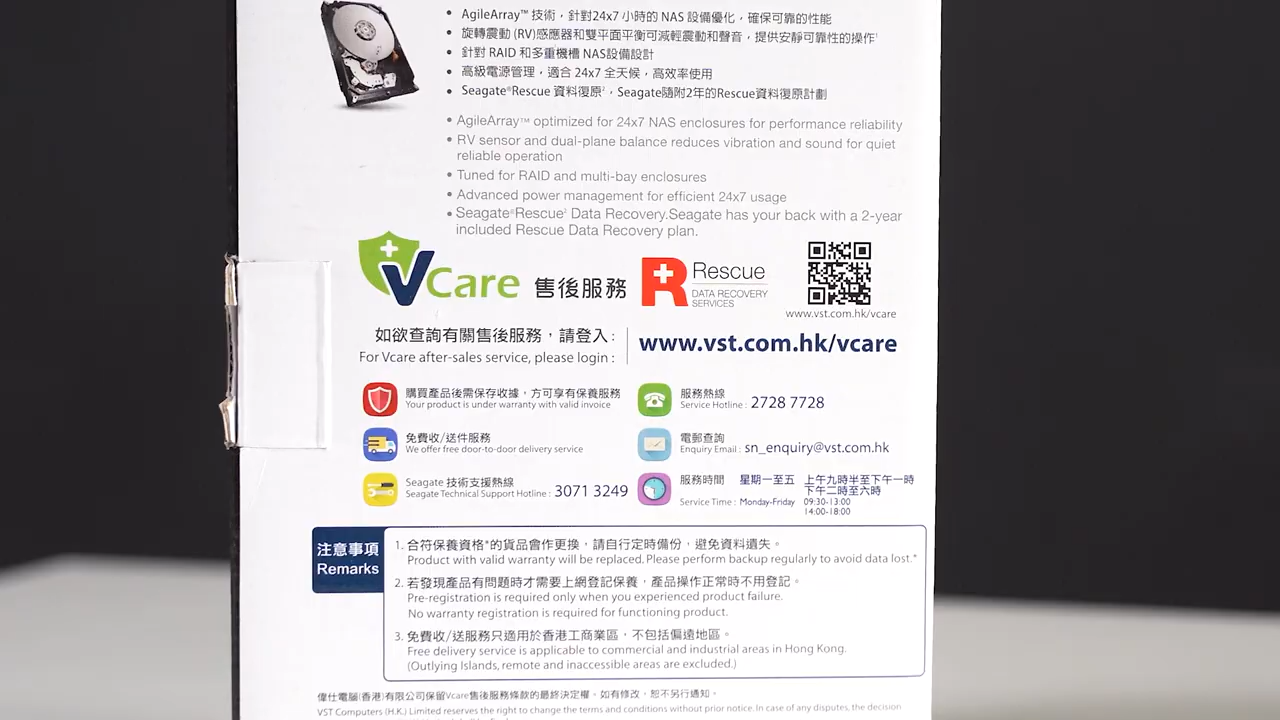 • AgileArray™ 技術，針對24x7 小時的 NAS 設備優化，確保可靠的性能
• 旋轉震動 (RV)感應器和雙平面平衡可減輕震動和聲音，提供安靜可靠性的操作¹
• 針對 RAID 和多重機槽 NAS設備設計
• 高級電源管理，適合 24x7 全天候，高效率使用
• Seagate®Rescue 資料復原²，Seagate隨附2年的Rescue資料復原計劃
• AgileArray™ optimized for 24x7 NAS enclosures for performance reliability
• RV sensor and dual-plane balance reduces vibration and sound for quiet
reliable operation
• Tuned for RAID and multi-bay enclosures
• Advanced power management for efficient 24x7 usage
• Seagate®Rescue² Data Recovery.Seagate has your back with a 2-year
included Rescue Data Recovery plan.
VCare 售後服務
Rescue
DATA RECOVERY
SERVICES
www.vst.com.hk/vcare
如欲查詢有關售後服務，請登入：
For Vcare after-sales service, please login :
www.vst.com.hk/vcare
購買產品後需保存收據，方可享有保養服務
Your product is under warranty with valid invoice
服務熱線
Service Hotline : 2728 7728
免費收/送件服務
We offer free door-to-door delivery service
電郵查詢
Enquiry Email : sn_enquiry@vst.com.hk
Seagate 技術支援熱線
Seagate Technical Support Hotline : 3071 3249
服務時間 星期一至五 上午九時半至下午一時
下午二時至六時
Service Time : Monday-Friday 09:30-13:00
14:00-18:00
注意事項
Remarks
1. 合符保養資格*的貨品會作更換，請自行定時備份，避免資料遺失。
Product with valid warranty will be replaced. Please perform backup regularly to avoid data lost.*
2. 若發現產品有問題時才需要上網登記保養，產品操作正常時不用登記。
Pre-registration is required only when you experienced product failure.
No warranty registration is required for functioning product.
3. 免費收/送服務只適用於香港工商業區，不包括偏遠地區。
Free delivery service is applicable to commercial and industrial areas in Hong Kong.
(Outlying Islands, remote and inaccessible areas are excluded.)
偉仕電腦(香港)有限公司保留Vcare售後服務條款的最終決定權。如有修改，恕不另行通知。
VST Computers (H.K.) Limited reserves the right to change the terms and conditions without prior notice. In case of any disputes, the decision